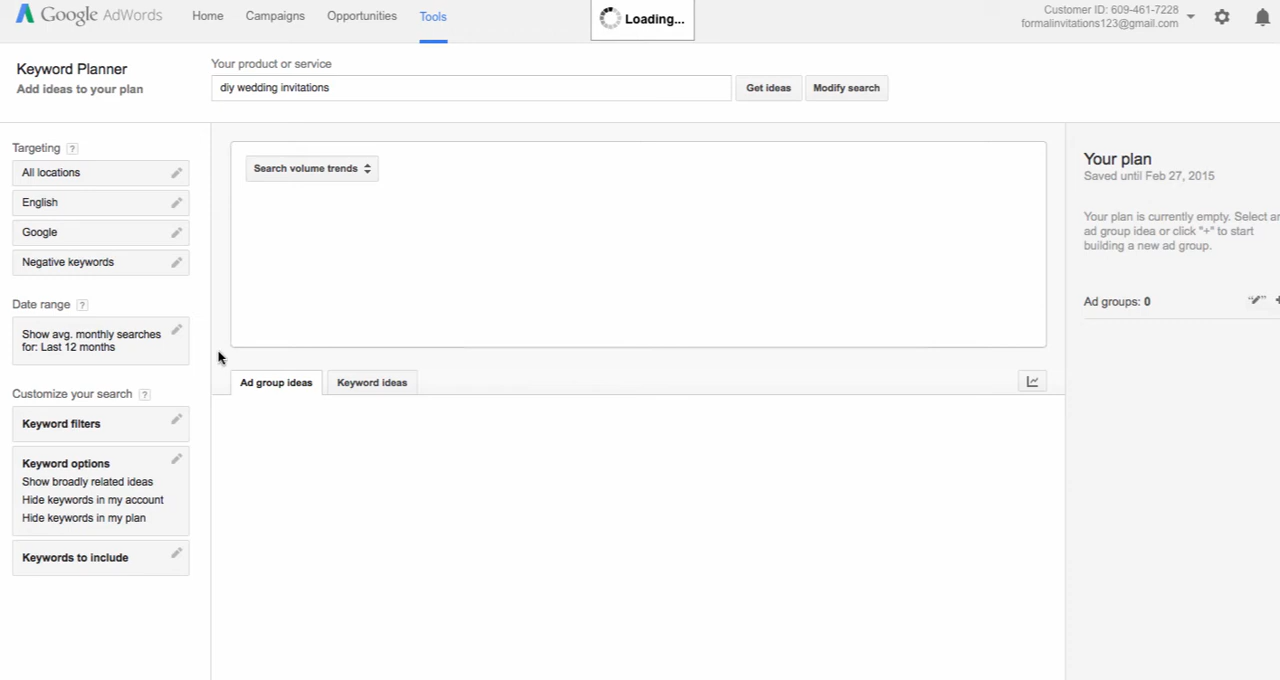 Google AdWords
Home Campaigns Opportunities Tools
Loading...
Customer ID: 609-461-7228
formalinvitations123@gmail.com
Keyword Planner
Add ideas to your plan
Your product or service
diy wedding invitations
Get ideas
Modify search
Targeting ?
All locations
English
Google
Negative keywords
Date range ?
Show avg. monthly searches
for: Last 12 months
Customize your search ?
Keyword filters
Keyword options
Show broadly related ideas
Hide keywords in my account
Hide keywords in my plan
Keywords to include
Search volume trends
Ad group ideas
Keyword ideas
Your plan
Saved until Feb 27, 2015
Your plan is currently empty. Select an
ad group idea or click "+" to start
building a new ad group.
Ad groups: 0